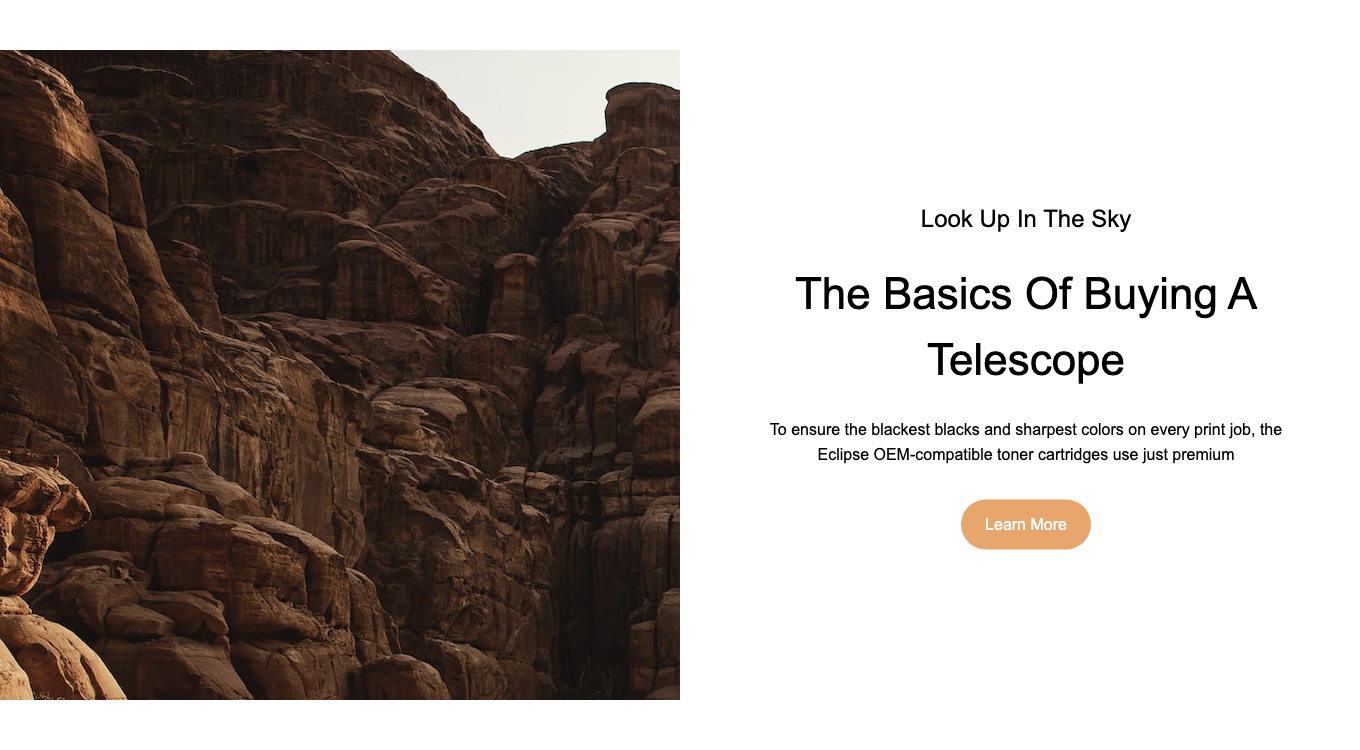 Look Up In The Sky
The Basics Of Buying A
Telescope
To ensure the blackest blacks and sharpest colors on every print job, the
Eclipse OEM-compatible toner cartridges use just premium
Learn More